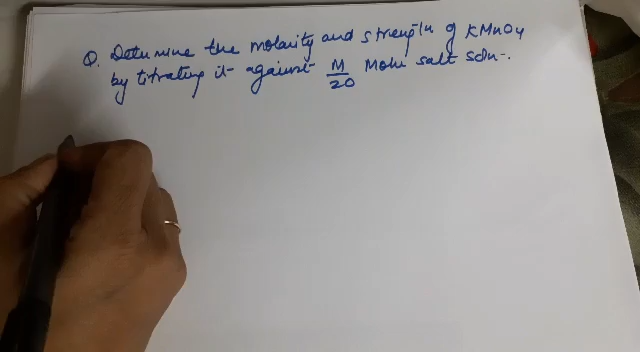 Q. Determine the molarity and strength of KMnO4
by titrating it against M/20 Mohr salt soln.